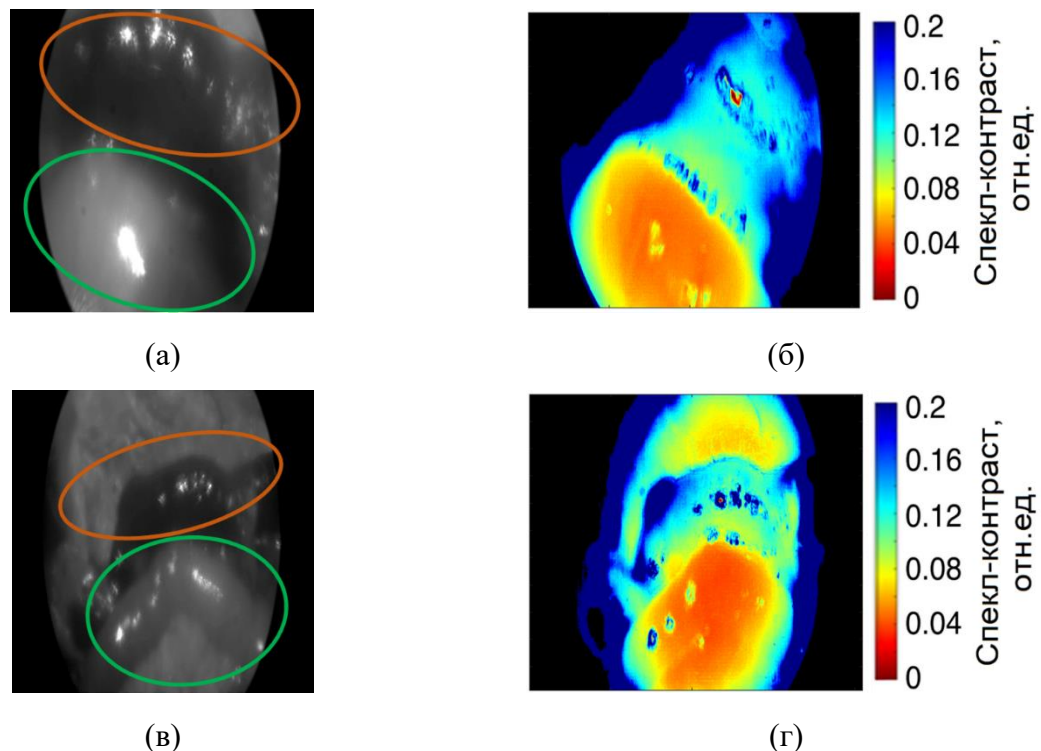 0.2
0.16
0.12
0.08
0.04
0
Спекл-контраст,
отн.ед.
(а)
(б)
0.2
0.16
0.12
0.08
0.04
0
Спекл-контраст,
отн.ед.
(в)
(г)